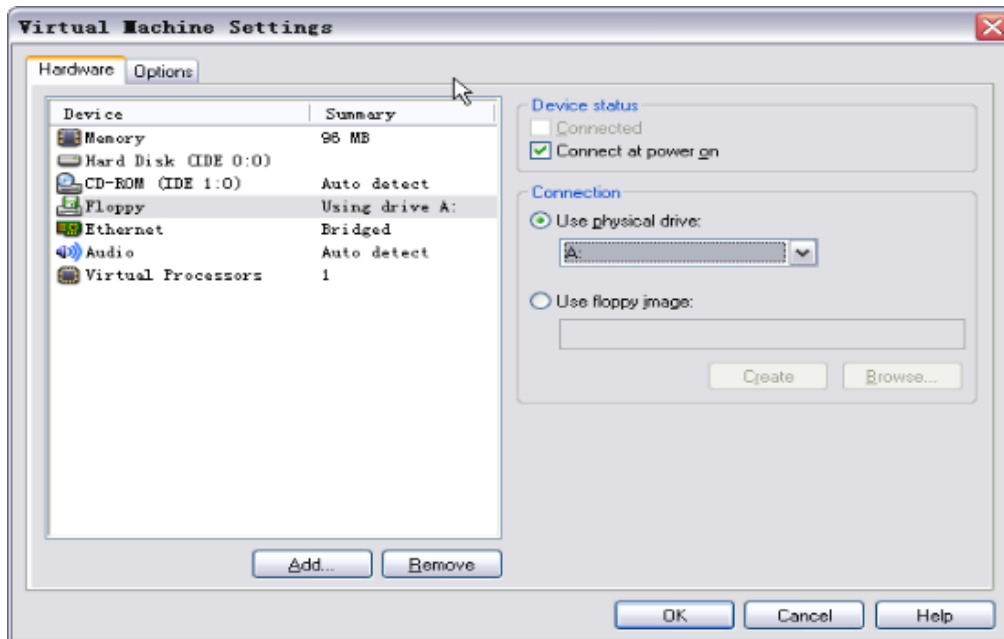 Virtual Machine Settings
Hardware Options
Device Summary
Memory 96 MB
Hard Disk (IDE 0:0)
CD-ROM (IDE 1:0) Auto detect
Floppy Using drive A:
Ethernet Bridged
Audio Auto detect
Virtual Processors 1
Add... Remove
Device status
Connected
Connect at power on
Connection
Use physical drive:
A:
Use floppy image:
Create Browse...
OK Cancel Help